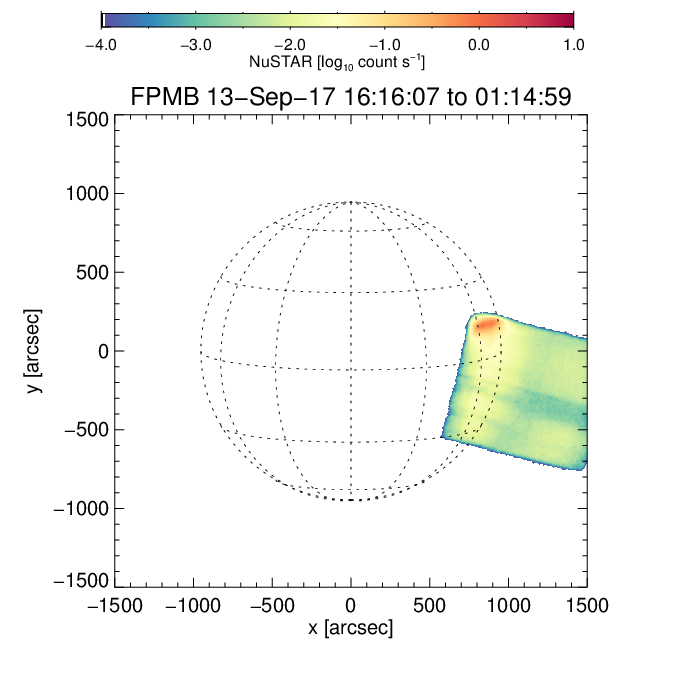 −4.0 −3.0 −2.0 −1.0 0.0 1.0
NuSTAR [log₁₀ count s⁻¹]
FPMB 13−Sep−17 16:16:07 to 01:14:59
1500
1000
500
0
−500
−1000
−1500
y [arcsec]
−1500 −1000 −500 0 500 1000 1500
x [arcsec]